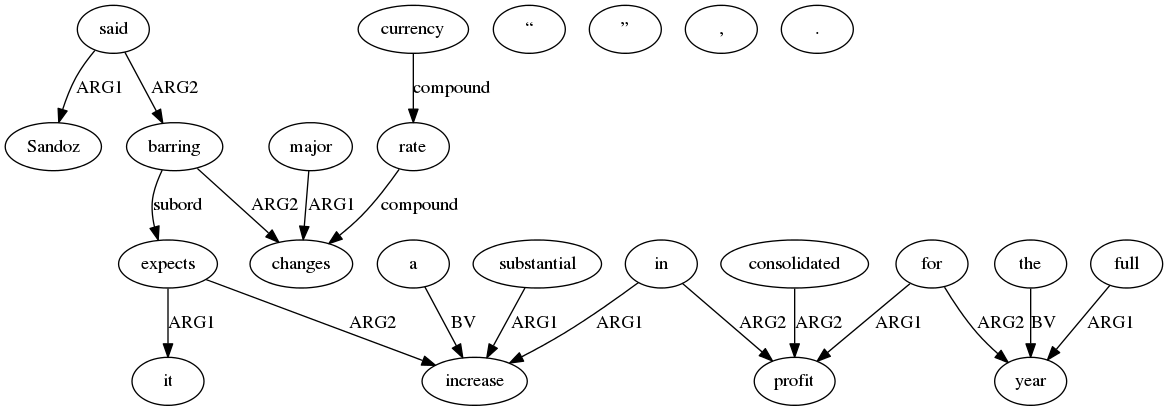 said currency “ ” , .
ARG1 ARG2 compound
Sandoz barring major rate
subord ARG2 ARG1 compound
expects changes a substantial in consolidated for the full
ARG1 ARG2 BV ARG1 ARG1 ARG2 ARG2 ARG1 ARG2 BV ARG1
it increase profit year